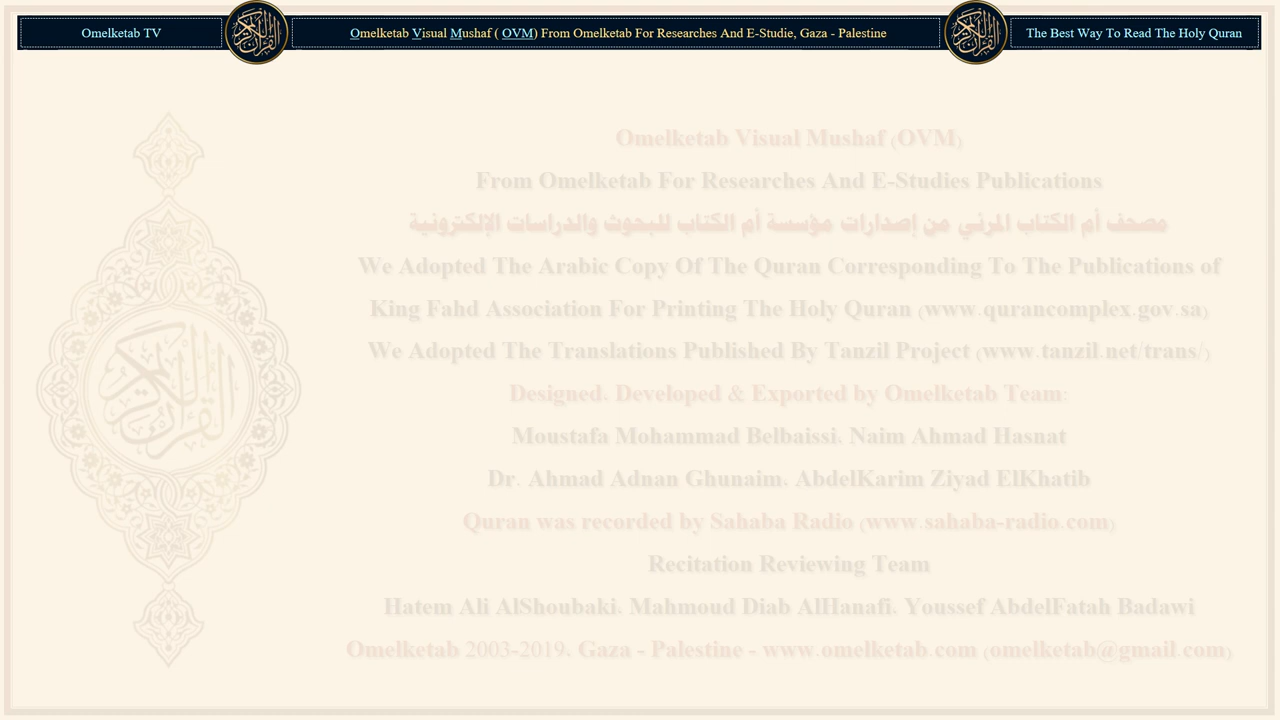 Omelketab TV
Omelketab Visual Mushaf ( OVM) From Omelketab For Researches And E-Studie, Gaza - Palestine
The Best Way To Read The Holy Quran
Omelketab Visual Mushaf (OVM)
From Omelketab For Researches And E-Studies Publications
مصحف أم الكتاب المرئي من إصدارات مؤسسة أم الكتاب للبحوث والدراسات الإلكترونية
We Adopted The Arabic Copy Of The Quran Corresponding To The Publications of
King Fahd Association For Printing The Holy Quran (www.qurancomplex.gov.sa)
We Adopted The Translations Published By Tanzil Project (www.tanzil.net/trans/)
Designed، Developed & Exported by Omelketab Team:
Moustafa Mohammad Belbaissi، Naim Ahmad Hasnat
Dr. Ahmad Adnan Ghunaim، AbdelKarim Ziyad ElKhatib
Quran was recorded by Sahaba Radio (www.sahaba-radio.com)
Recitation Reviewing Team
Hatem Ali AlShoubaki، Mahmoud Diab AlHanafi، Youssef AbdelFatah Badawi
Omelketab 2003-2019، Gaza - Palestine - www.omelketab.com (omelketab@gmail.com)
القرآن الكريم